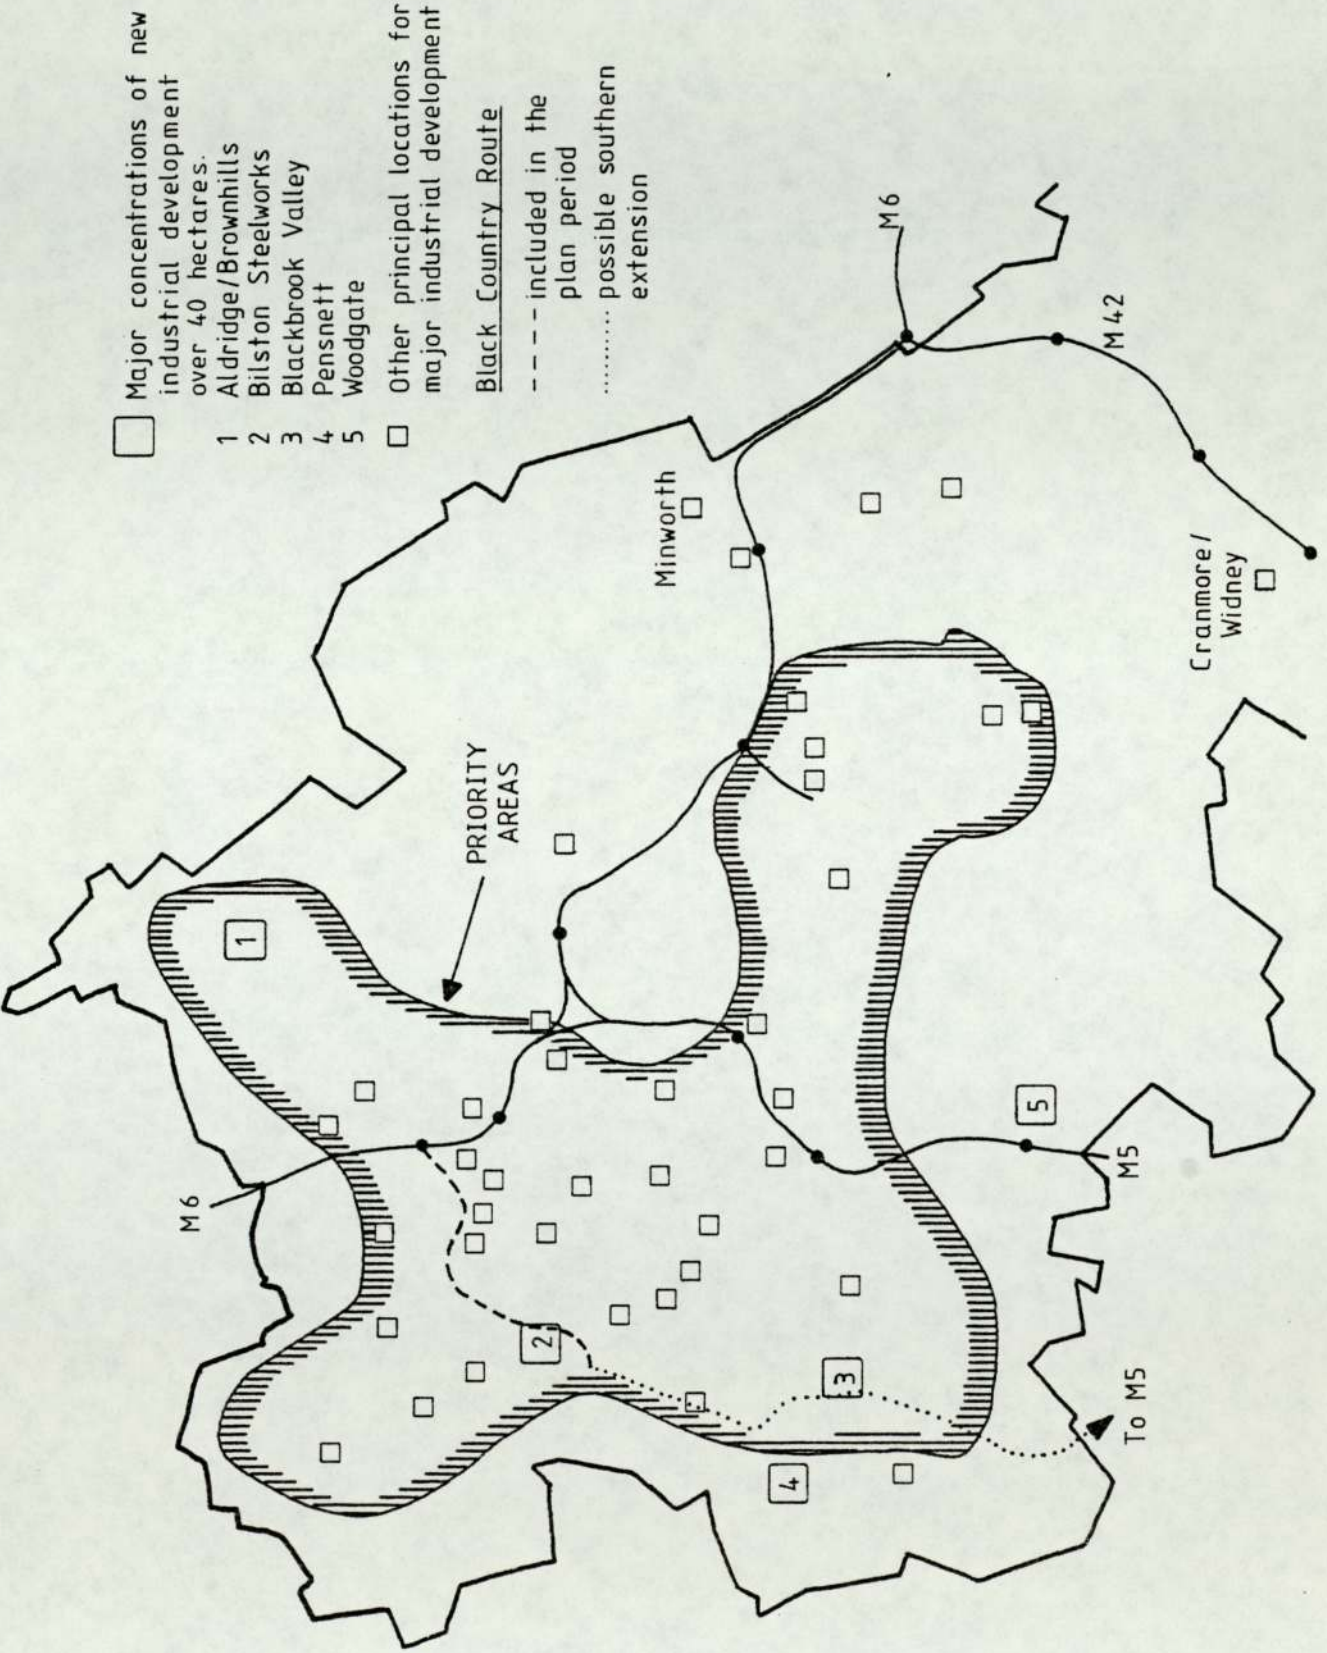 Major concentrations of new
industrial development
over 40 hectares.
1 Aldridge/Brownhills
2 Bilston Steelworks
3 Blackbrook Valley
4 Pensnett
5 Woodgate
Other principal locations for
major industrial development
Black Country Route
included in the
plan period
possible southern
extension
M6
PRIORITY
AREAS
1
2
3
4
5
Minworth
M6
M42
Cranmore/
Widney
M5
To M5